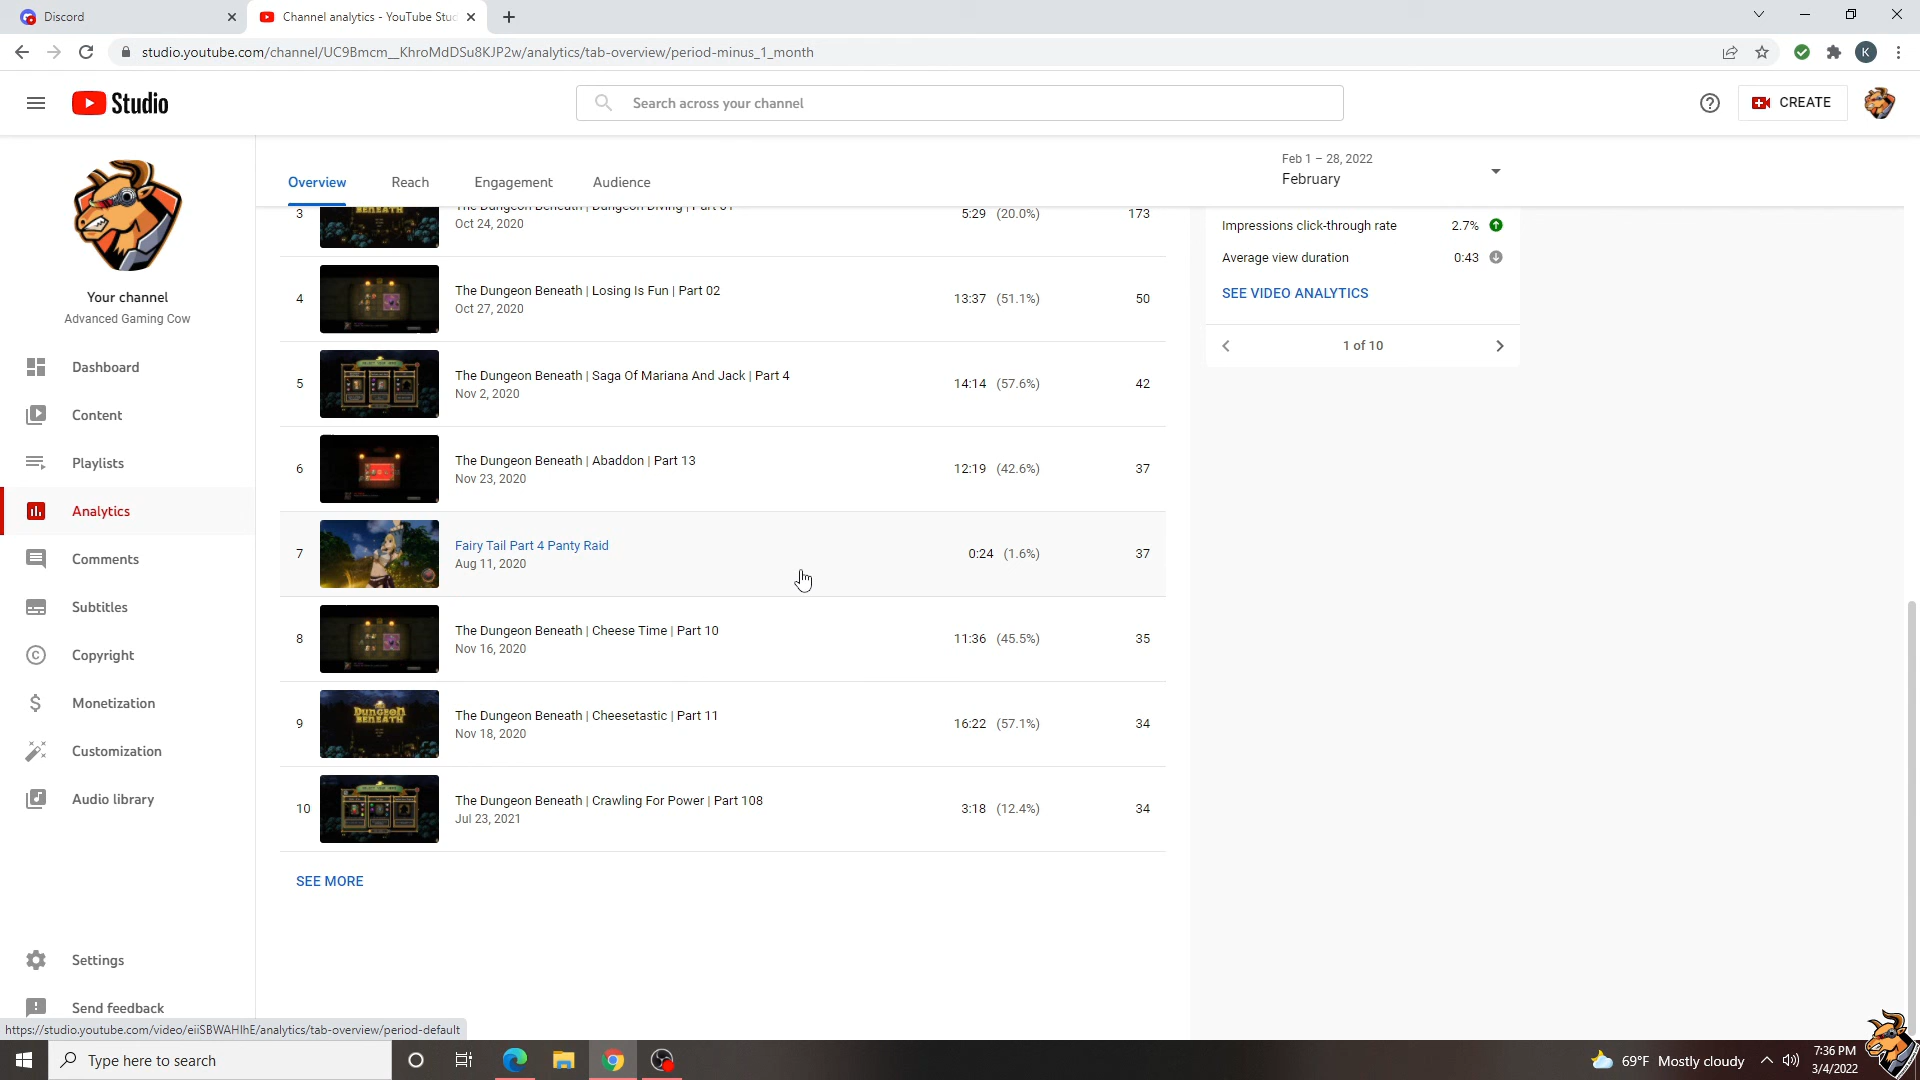 Discord
Channel analytics - YouTube Stud
studio.youtube.com/channel/UC9Bmcm__KhroMdDSu8KJP2w/analytics/tab-overview/period-minus_1_month
K
Studio
Search across your channel
CREATE
Your channel
Advanced Gaming Cow
Dashboard
Content
Playlists
Analytics
Comments
Subtitles
Copyright
Monetization
Customization
Audio library
Settings
Send feedback
Overview Reach Engagement Audience
Feb 1 – 28, 2022
February
3 The Dungeon Beneath | Dungeon Diving | Part 01 5:29 (20.0%) 173
Oct 24, 2020
4 The Dungeon Beneath | Losing Is Fun | Part 02 13:37 (51.1%) 50
Oct 27, 2020
5 The Dungeon Beneath | Saga Of Mariana And Jack | Part 4 14:14 (57.6%) 42
Nov 2, 2020
6 The Dungeon Beneath | Abaddon | Part 13 12:19 (42.6%) 37
Nov 23, 2020
7 Fairy Tail Part 4 Panty Raid 0:24 (1.6%) 37
Aug 11, 2020
8 The Dungeon Beneath | Cheese Time | Part 10 11:36 (45.5%) 35
Nov 16, 2020
9 The Dungeon Beneath | Cheesetastic | Part 11 16:22 (57.1%) 34
Nov 18, 2020
DUNGEON
BENEATH
10 The Dungeon Beneath | Crawling For Power | Part 108 3:18 (12.4%) 34
Jul 23, 2021
SEE MORE
Impressions click-through rate 2.7%
Average view duration 0:43
SEE VIDEO ANALYTICS
1 of 10
https://studio.youtube.com/video/eiiSBWAHIhE/analytics/tab-overview/period-default
Type here to search
69°F Mostly cloudy
7:36 PM
3/4/2022